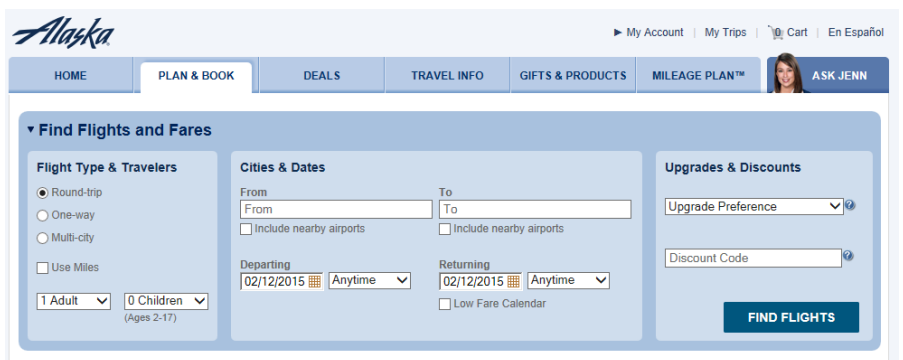 Alaska
My Account | My Trips | 0 Cart | En Español
HOME
PLAN & BOOK
DEALS
TRAVEL INFO
GIFTS & PRODUCTS
MILEAGE PLAN™
ASK JENN
Find Flights and Fares
Flight Type & Travelers
Round-trip
One-way
Multi-city
Use Miles
1 Adult
0 Children
(Ages 2-17)
Cities & Dates
From
To
From
To
Include nearby airports
Include nearby airports
Departing
Returning
02/12/2015
Anytime
02/12/2015
Anytime
Low Fare Calendar
Upgrades & Discounts
Upgrade Preference
?
Discount Code
?
FIND FLIGHTS